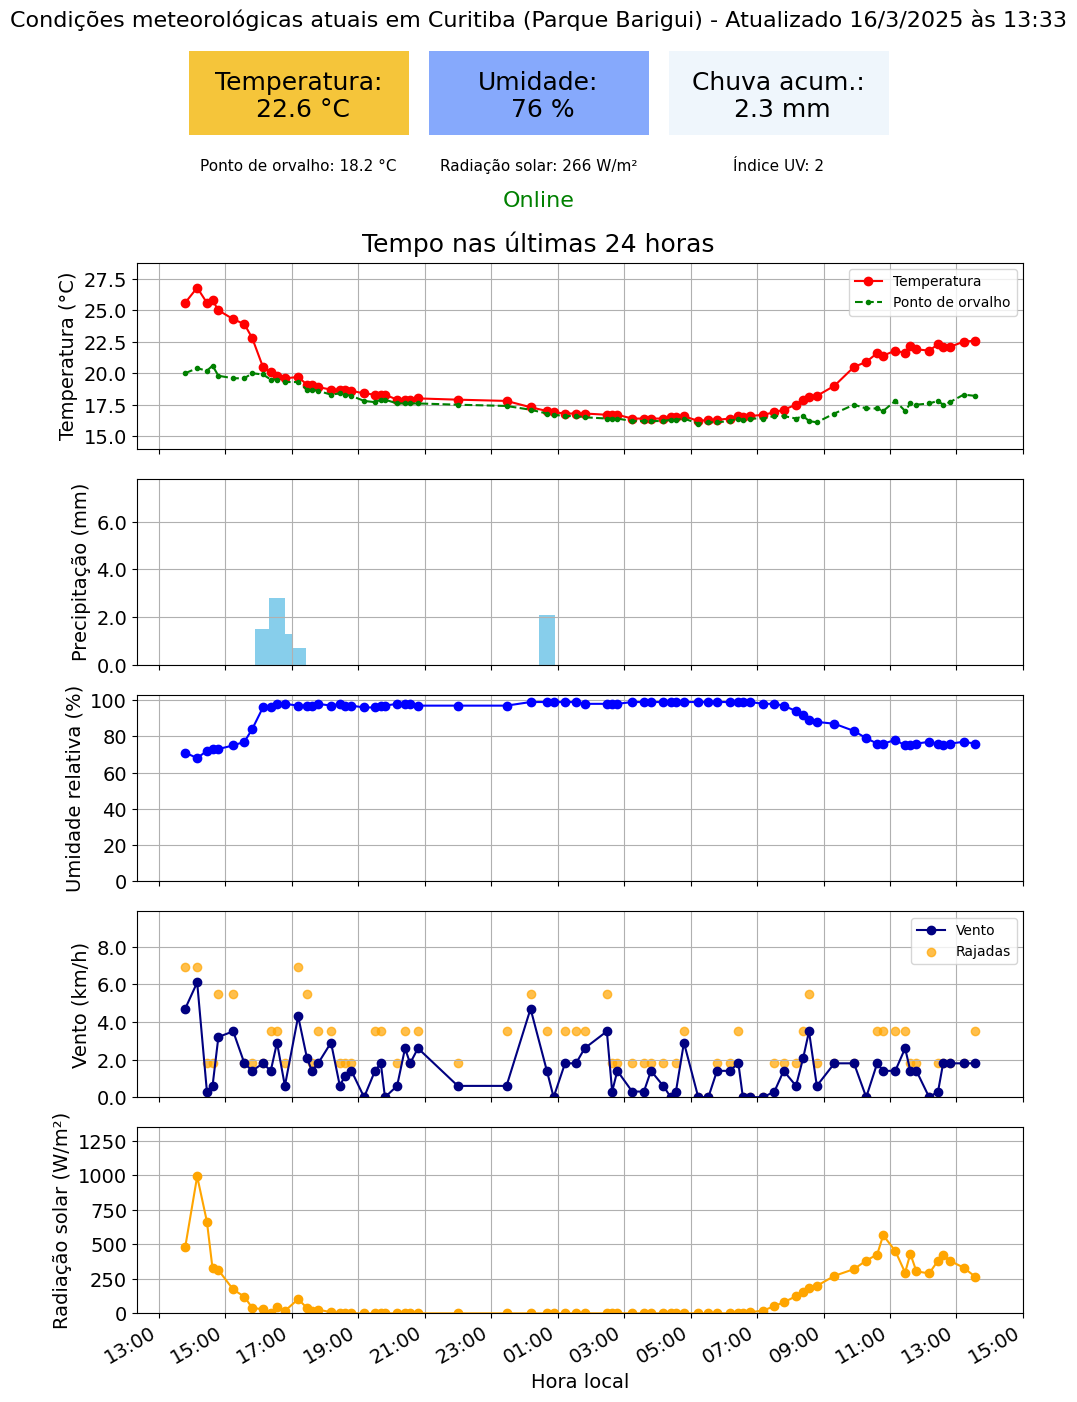 Condições meteorológicas atuais em Curitiba (Parque Barigui) - Atualizado 16/3/2025 às 13:33
Temperatura:
22.6 °C
Umidade:
76 %
Chuva acum.:
2.3 mm
Ponto de orvalho: 18.2 °C
Radiação solar: 266 W/m²
Índice UV: 2
Online
Tempo nas últimas 24 horas
Temperatura (°C)
27.5
25.0
22.5
20.0
17.5
15.0
Temperatura
Ponto de orvalho
Precipitação (mm)
6.0
4.0
2.0
0.0
Umidade relativa (%)
100
80
60
40
20
0
Vento (km/h)
8.0
6.0
4.0
2.0
0.0
Vento
Rajadas
Radiação solar (W/m²)
1250
1000
750
500
250
0
13:00
15:00
17:00
19:00
21:00
23:00
01:00
03:00
05:00
07:00
09:00
11:00
13:00
15:00
Hora local